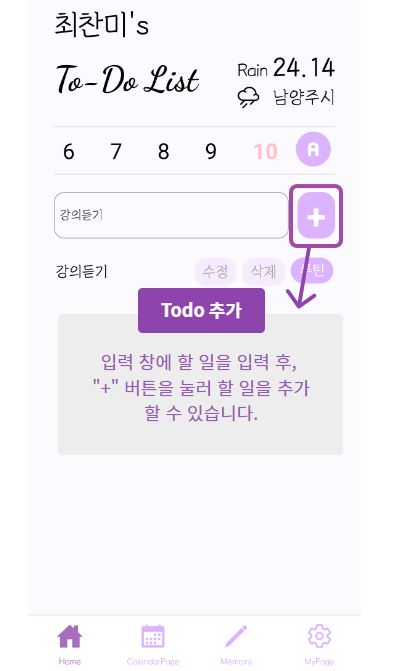 최찬미's
To-Do List
Rain 24.14
남양주시
6 7 8 9 10 A
강의듣기
+
강의듣기 수정 삭제 루틴
Todo 추가
입력 창에 할 일을 입력 후,
"+" 버튼을 눌러 할 일을 추가
할 수 있습니다.
Home CalendarPage Memoirs MyPage